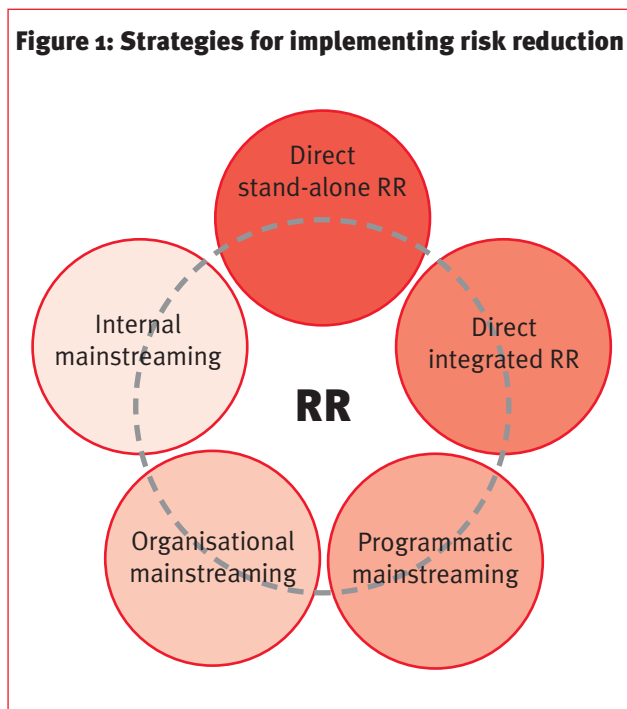 Figure 1: Strategies for implementing risk reduction
Direct
stand-alone RR
Direct
integrated RR
Programmatic
mainstreaming
Organisational
mainstreaming
Internal
mainstreaming
RR